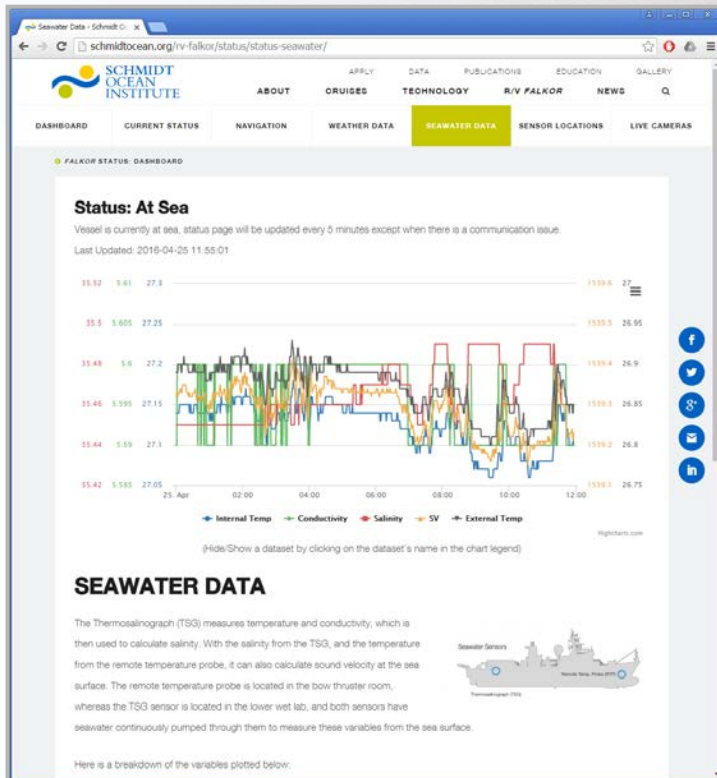 Seawater Data - Schmidt Oc
schmidtocean.org/rv-falkor/status/status-seawater/
SCHMIDT
OCEAN
INSTITUTE
APPLY DATA PUBLICATIONS EDUCATION GALLERY
ABOUT CRUISES TECHNOLOGY R/V FALKOR NEWS
DASHBOARD CURRENT STATUS NAVIGATION WEATHER DATA SEAWATER DATA SENSOR LOCATIONS LIVE CAMERAS
FALKOR STATUS: DASHBOARD
Status: At Sea
Vessel is currently at sea, status page will be updated every 5 minutes except when there is a communication issue.
Last Updated: 2016-04-25 11:55:01
35.52 5.61 27.3 1539.6 27
35.5 5.605 27.25 1539.5 26.95
35.48 5.6 27.2 1539.4 26.9
35.46 5.595 27.15 1539.3 26.85
35.44 5.59 27.1 1539.2 26.8
35.42 5.585 27.05 1539.1 26.75
25. Apr 02:00 04:00 06:00 08:00 10:00 12:00
Internal Temp Conductivity Salinity SV External Temp
Highcharts.com
(Hide/Show a dataset by clicking on the dataset's name in the chart legend)
SEAWATER DATA
The Thermosalinograph (TSG) measures temperature and conductivity, which is
then used to calculate salinity. With the salinity from the TSG, and the temperature
from the remote temperature probe, it can also calculate sound velocity at the sea
surface. The remote temperature probe is located in the bow thruster room,
whereas the TSG sensor is located in the lower wet lab, and both sensors have
seawater continuously pumped through them to measure these variables from the sea surface.
Seawater Sensors
Remote Temp. Probe (RTP)
Thermosalinograph (TSG)
Here is a breakdown of the variables plotted below: